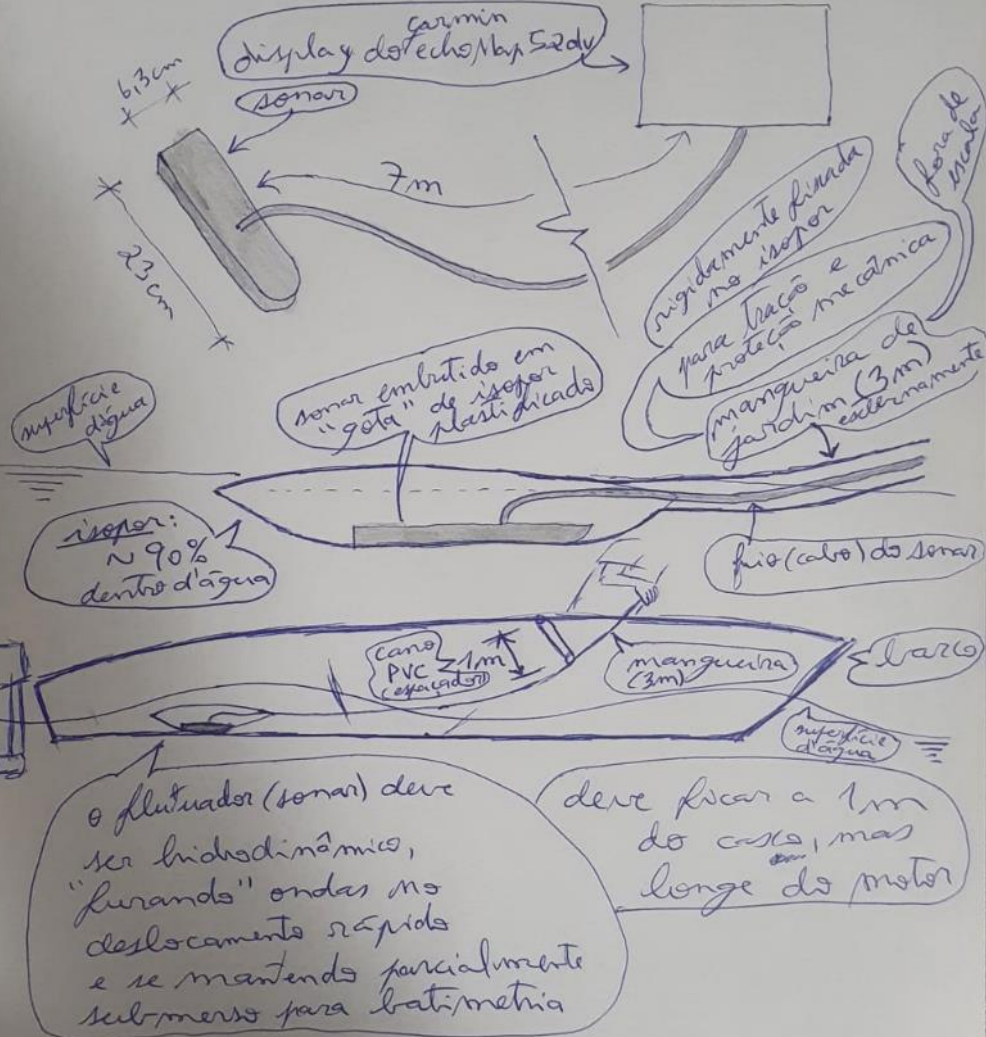 garmin
display do echoMap 52dv
6,3cm
sonar
7m
23cm
fora de
escala
rigidamente fixada
no isopor
para tração e
proteção mecânica
mangueira de
jardim (3m)
externamente
superfície
d'água
sonar embutido em
"gota" de isopor
plastificado
isopor:
~ 90%
dentro d'água
fio (cabo) do sonar
cano
PVC
(espaçador)
1m
mangueira
(3m)
barco
superfície
d'água
o flutuador (sonar) deve
ser hidrodinâmico,
"furando" ondas no
deslocamento rápido
e se mantendo parcialmente
submerso para batimetria
deve ficar a 1m
do casco, mas
longe do motor